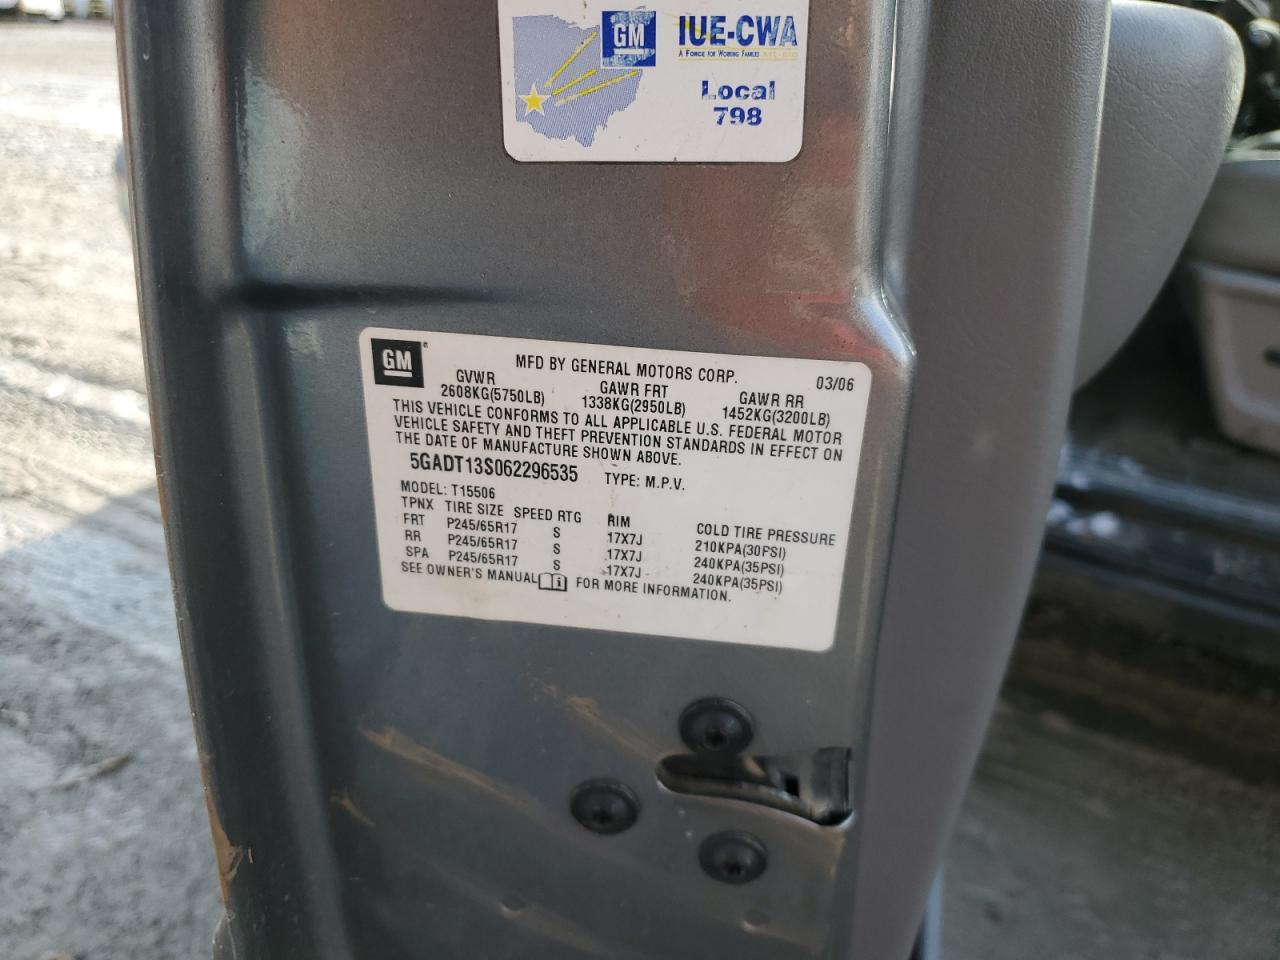 GM IUE-CWA
A FORCE FOR WORKING FAMILIES
Local
798
GM ® MFD BY GENERAL MOTORS CORP. 03/06
GVWR GAWR FRT GAWR RR
2608KG(5750LB) 1338KG(2950LB) 1452KG(3200LB)
THIS VEHICLE CONFORMS TO ALL APPLICABLE U.S. FEDERAL MOTOR
VEHICLE SAFETY AND THEFT PREVENTION STANDARDS IN EFFECT ON
THE DATE OF MANUFACTURE SHOWN ABOVE.
5GADT13S062296535 TYPE: M.P.V.
MODEL: T15506
TPNX TIRE SIZE SPEED RTG RIM COLD TIRE PRESSURE
FRT P245/65R17 S 17X7J 210KPA(30PSI)
RR P245/65R17 S 17X7J 240KPA(35PSI)
SPA P245/65R17 S 17X7J 240KPA(35PSI)
SEE OWNER'S MANUAL FOR MORE INFORMATION.